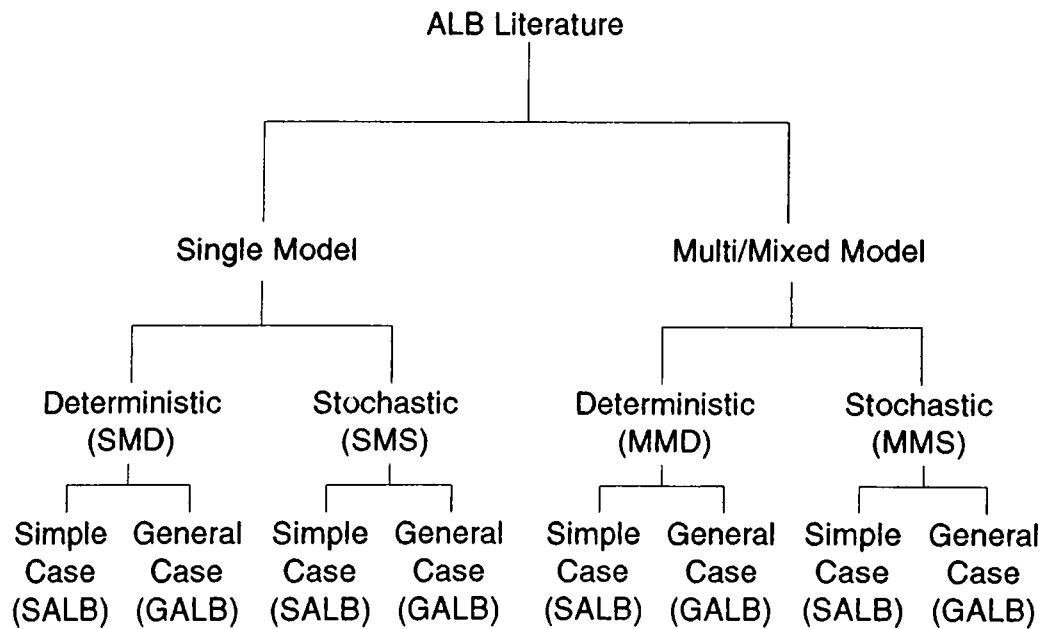 ALB Literature
Single Model
Multi/Mixed Model
Deterministic
(SMD)
Stochastic
(SMS)
Deterministic
(MMD)
Stochastic
(MMS)
Simple
Case
(SALB)
General
Case
(GALB)
Simple
Case
(SALB)
General
Case
(GALB)
Simple
Case
(SALB)
General
Case
(GALB)
Simple
Case
(SALB)
General
Case
(GALB)